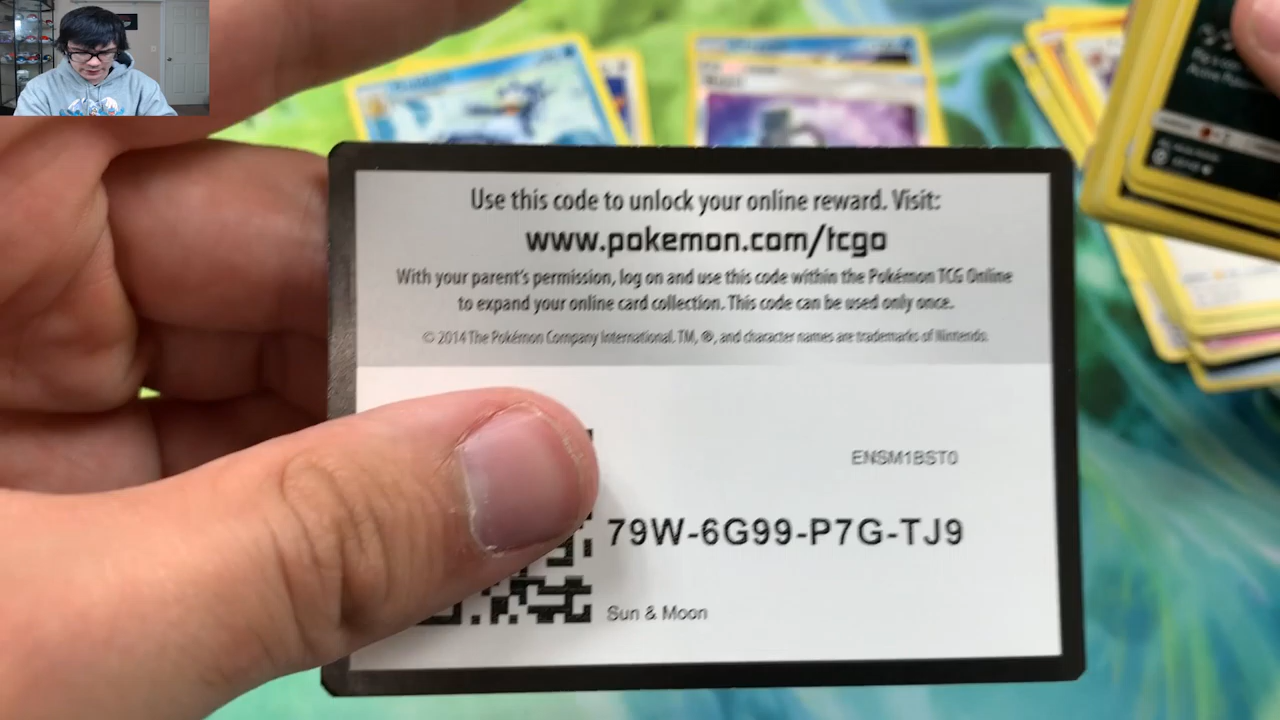 Use this code to unlock your online reward. Visit:
www.pokemon.com/tcgo
With your parent's permission, log on and use this code within the Pokémon TCG Online
to expand your online card collection. This code can be used only once.
© 2014 The Pokémon Company International. TM, ®, and character names are trademarks of Nintendo.
ENSM1BST0
79W-6G99-P7G-TJ9
Sun & Moon